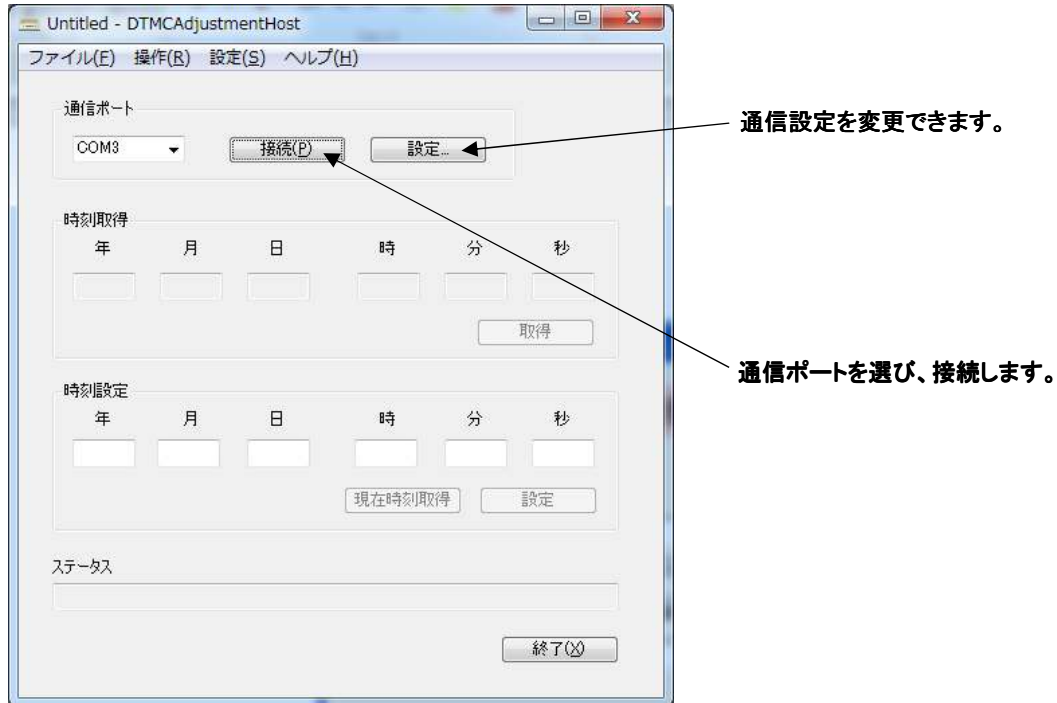 Untitled - DTMCAdjustmentHost
ファイル(F) 操作(R) 設定(S) ヘルプ(H)
通信ポート
COM3 接続(P) 設定...
通信設定を変更できます。
時刻取得
年 月 日 時 分 秒
取得
通信ポートを選び、接続します。
時刻設定
年 月 日 時 分 秒
現在時刻取得 設定
ステータス
終了(X)